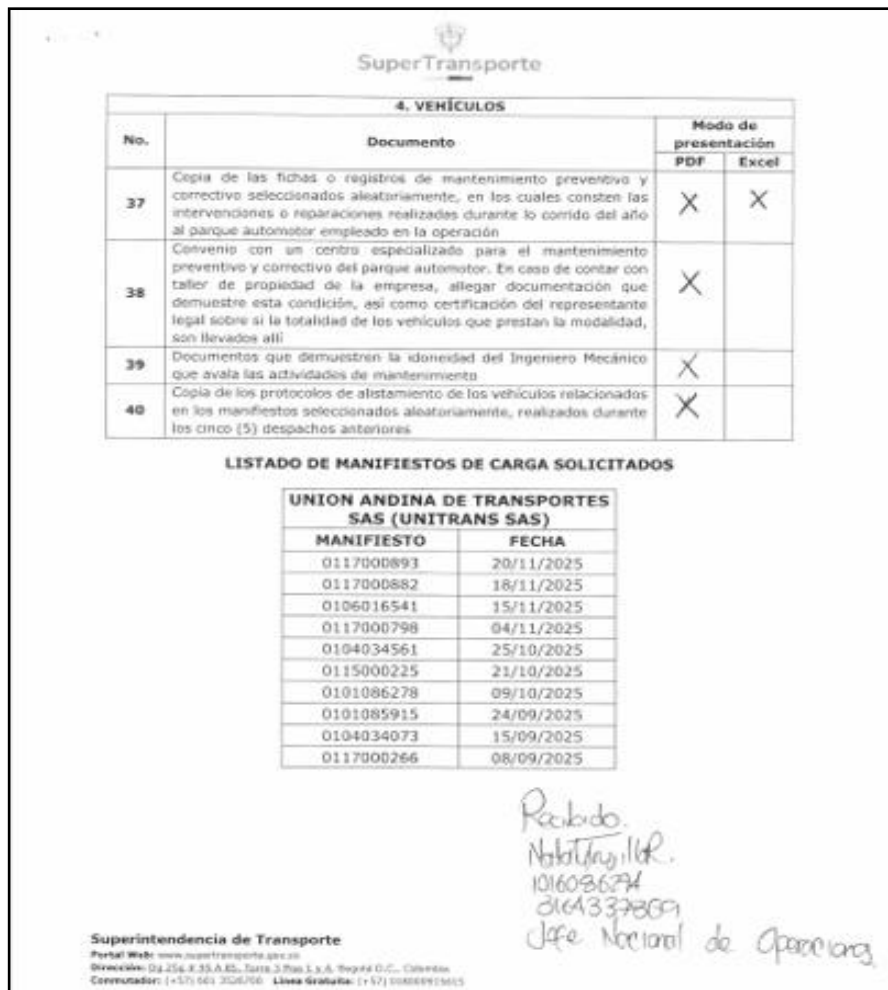 SuperTransporte
4. VEHÍCULOS
No.
Documento
Modo de
presentación
PDF
Excel
37
Copia de las fichas o registros de mantenimiento preventivo y
correctivo seleccionados aleatoriamente, en los cuales consten las
intervenciones o reparaciones realizadas durante lo corrido del año
al parque automotor empleado en la operación
X
X
38
Convenio con un centro especializado para el mantenimiento
preventivo y correctivo del parque automotor. En caso de contar con
taller de propiedad de la empresa, allegar documentación que
demuestre esta condición, así como certificación del representante
legal sobre si la totalidad de los vehículos que prestan la modalidad,
son llevados allí
X
39
Documentos que demuestren la idoneidad del Ingeniero Mecánico
que avala las actividades de mantenimiento
X
40
Copia de los protocolos de alistamiento de los vehículos relacionados
en los manifiestos seleccionados aleatoriamente, realizados durante
los cinco (5) despachos anteriores
X
LISTADO DE MANIFIESTOS DE CARGA SOLICITADOS
UNION ANDINA DE TRANSPORTES
SAS (UNITRANS SAS)
MANIFIESTO FECHA
0117000893 20/11/2025
0117000882 18/11/2025
0106016541 15/11/2025
0117000798 04/11/2025
0104034561 25/10/2025
0115000225 21/10/2025
0101086278 09/10/2025
0101085915 24/09/2025
0104034073 15/09/2025
0117000266 08/09/2025
Recibido.
Jefe Nacional de Operaciones
Superintendencia de Transporte
Portal Web: www.supertransporte.gov.co
Dirección: Bogotá D.C., Colombia
Conmutador: (+57) 601 3526700 Línea Gratuita: